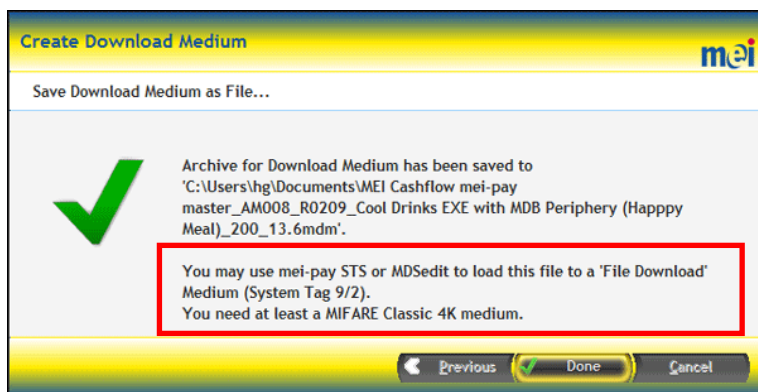 Create Download Medium
mei
Save Download Medium as File...
Archive for Download Medium has been saved to
'C:\Users\hg\Documents\MEI Cashflow mei-pay
master_AM008_R0209_Cool Drinks EXE with MDB Periphery (Happpy
Meal)_200_13.6mdm'.
You may use mei-pay STS or MDSedit to load this file to a 'File Download'
Medium (System Tag 9/2).
You need at least a MIFARE Classic 4K medium.
Previous Done Cancel